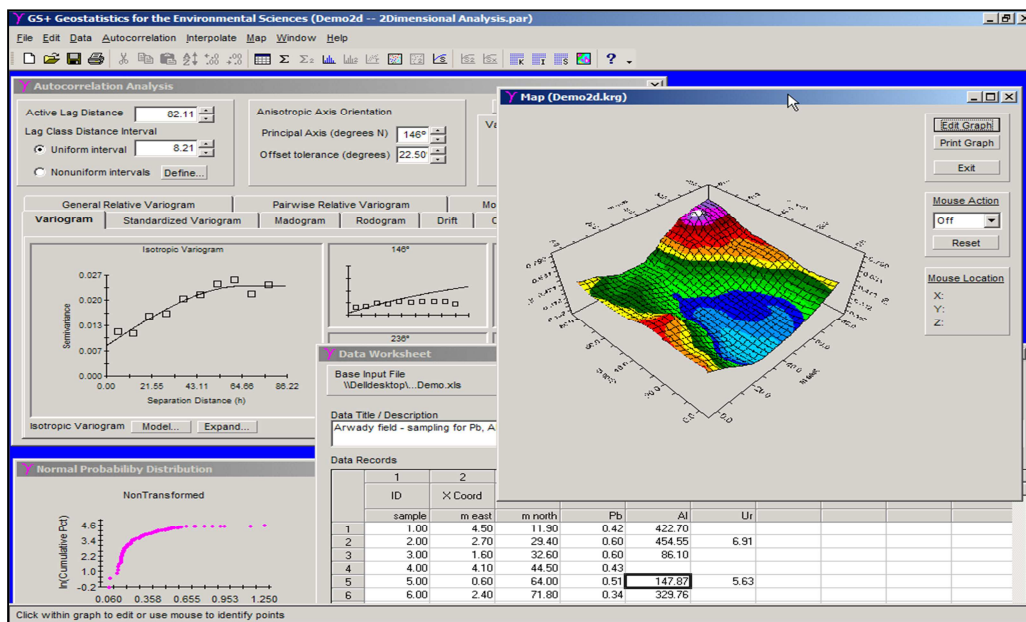 GS+ Geostatistics for the Environmental Sciences (Demo2d -- 2Dimensional Analysis.par)
File Edit Data Autocorrelation Interpolate Map Window Help
Autocorrelation Analysis
Active Lag Distance 82.11
Lag Class Distance Interval
Uniform interval 8.21
Nonuniform intervals Define...
Anisotropic Axis Orientation
Principal Axis (degrees N) 146°
Offset tolerance (degrees) 22.50
General Relative Variogram Pairwise Relative Variogram Mo
Variogram Standardized Variogram Madogram Rodogram Drift
Isotropic Variogram
0.027
0.020
0.013
0.007
0.000
Semivariance
0.00 21.55 43.11 64.66 88.22
Separation Distance (h)
146°
236°
Isotropic Variogram Model... Expand...
Map (Demo2d.krg)
Edit Graph
Print Graph
Exit
Mouse Action
Off
Reset
Mouse Location
X:
Y:
Z:
Data Worksheet
Base Input File
\\Delldesktop\...Demo.xls
Data Title / Description
Arwady field - sampling for Pb, A
Data Records
1 2
ID X Coord
sample m east m north Pb Al Ur
1 1.00 4.50 11.90 0.42 422.70
2 2.00 2.70 29.40 0.60 454.55 6.91
3 3.00 1.60 32.60 0.60 86.10
4 4.00 4.10 44.50 0.43
5 5.00 0.60 64.00 0.51 147.87 5.63
6 6.00 2.40 71.80 0.34 329.76
Normal Probability Distribution
NonTransformed
ln(Cumulative Pct)
4.6
3.4
2.2
1.0
-0.2
0.060 0.358 0.655 0.953 1.250
Click within graph to edit or use mouse to identify points